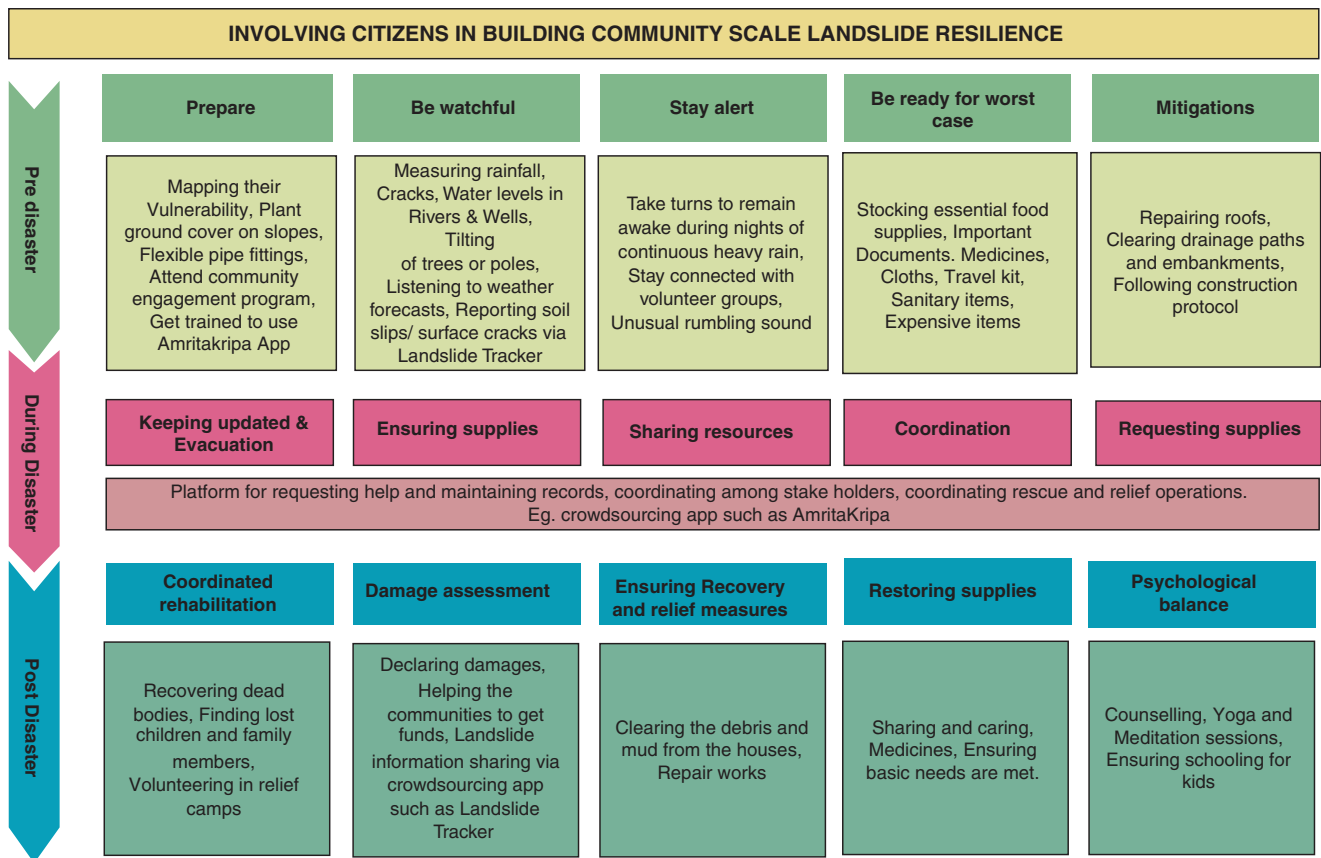 INVOLVING CITIZENS IN BUILDING COMMUNITY SCALE LANDSLIDE RESILIENCE
Pre disaster
Prepare
Be watchful
Stay alert
Be ready for worst
case
Mitigations
Mapping their
Vulnerability, Plant
ground cover on slopes,
Flexible pipe fittings,
Attend community
engagement program,
Get trained to use
Amritakripa App
Measuring rainfall,
Cracks, Water levels in
Rivers & Wells,
Tilting
of trees or poles,
Listening to weather
forecasts, Reporting soil
slips/ surface cracks via
Landslide Tracker
Take turns to remain
awake during nights of
continuous heavy rain,
Stay connected with
volunteer groups,
Unusual rumbling sound
Stocking essential food
supplies, Important
Documents. Medicines,
Cloths, Travel kit,
Sanitary items,
Expensive items
Repairing roofs,
Clearing drainage paths
and embankments,
Following construction
protocol
During Disaster
Keeping updated &
Evacuation
Ensuring supplies
Sharing resources
Coordination
Requesting supplies
Platform for requesting help and maintaining records, coordinating among stake holders, coordinating rescue and relief operations.
Eg. crowdsourcing app such as AmritaKripa
Post Disaster
Coordinated
rehabilitation
Damage assessment
Ensuring Recovery
and relief measures
Restoring supplies
Psychological
balance
Recovering dead
bodies, Finding lost
children and family
members,
Volunteering in relief
camps
Declaring damages,
Helping the
communities to get
funds, Landslide
information sharing via
crowdsourcing app
such as Landslide
Tracker
Clearing the debris and
mud from the houses,
Repair works
Sharing and caring,
Medicines, Ensuring
basic needs are met.
Counselling, Yoga and
Meditation sessions,
Ensuring schooling for
kids